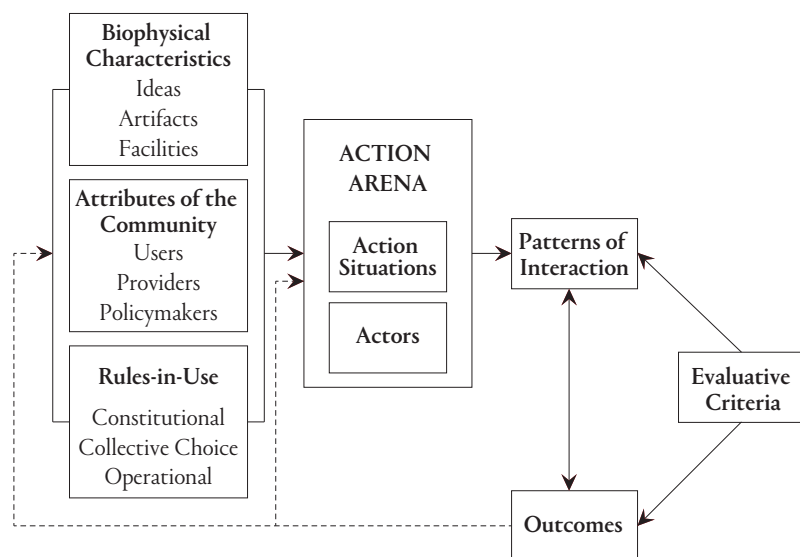 Biophysical
Characteristics
Ideas
Artifacts
Facilities
Attributes of the
Community
Users
Providers
Policymakers
Rules-in-Use
Constitutional
Collective Choice
Operational
ACTION
ARENA
Action
Situations
Actors
Patterns of
Interaction
Evaluative
Criteria
Outcomes